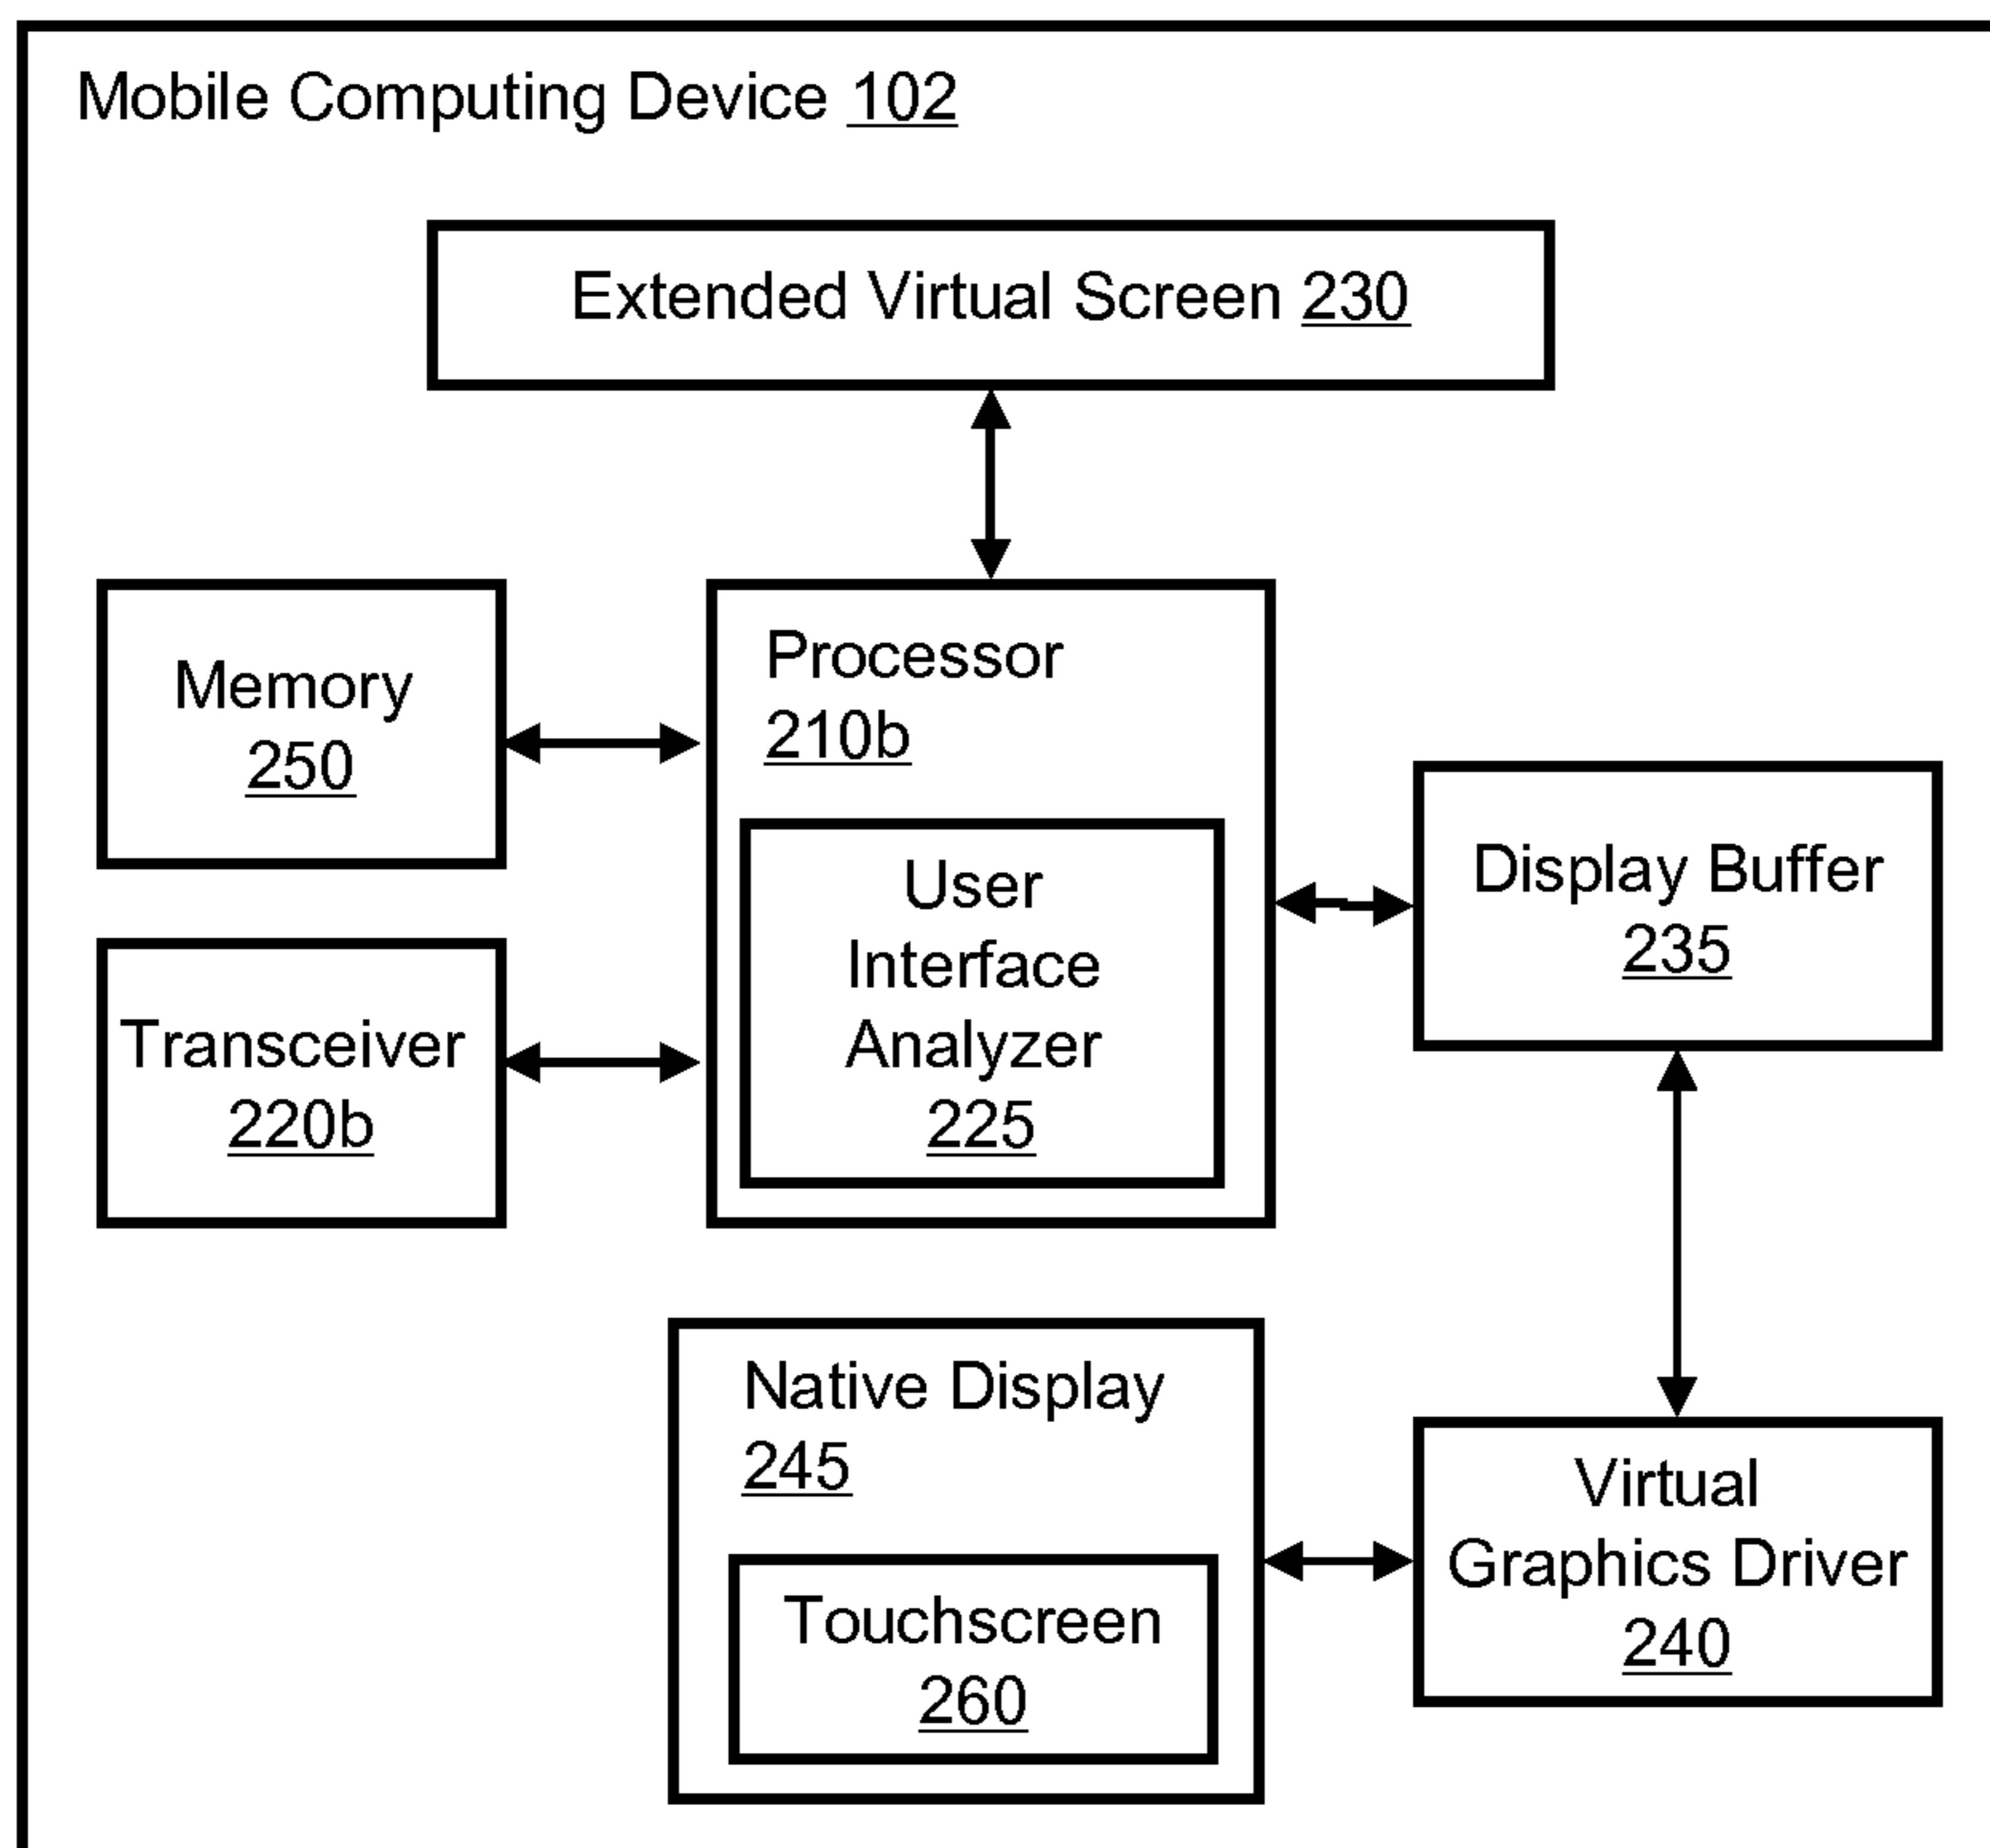 Mobile Computing Device 102
Extended Virtual Screen 230
Memory
250
Processor
210b
User
Interface
Analyzer
225
Display Buffer
235
Transceiver
220b
Native Display
245
Touchscreen
260
Virtual
Graphics Driver
240